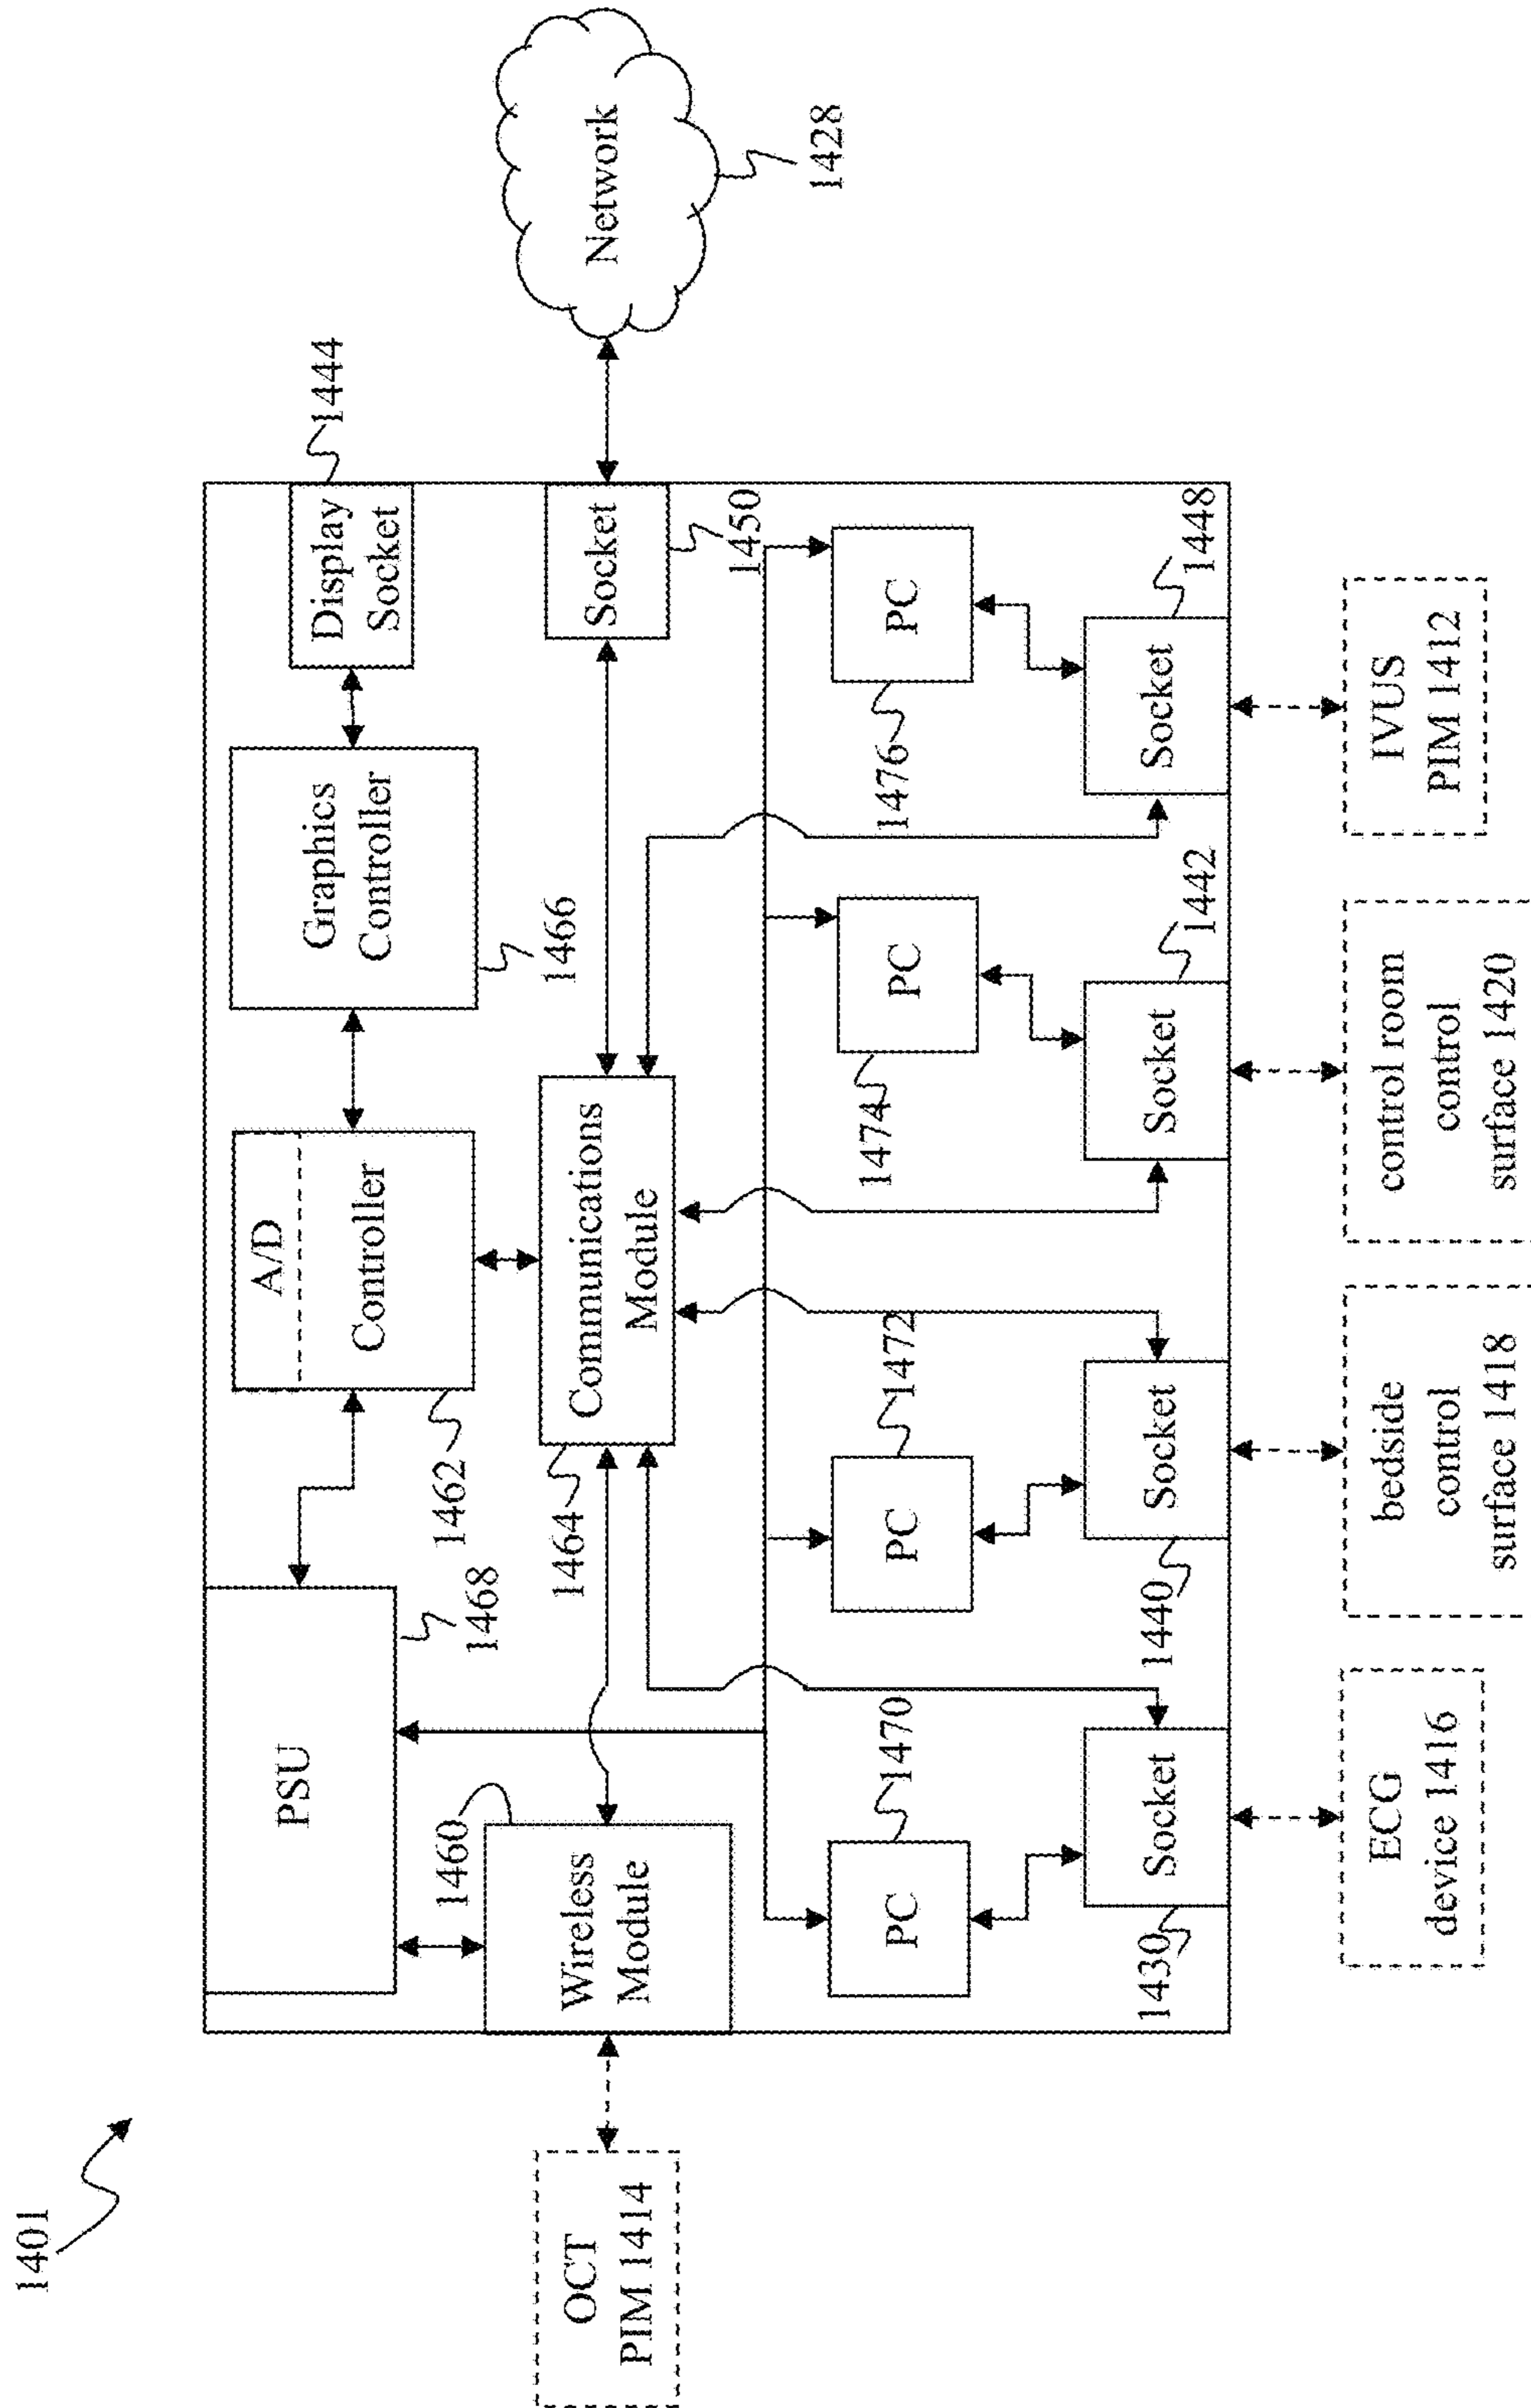 1401
PSU
1468
A/D
Controller
1462
Graphics
Controller
1466
Display
Socket
1444
OCT
PIM 1414
Wireless
Module
1460
Communications
Module
1464
Socket
1450
Network
1428
PC
1470
PC
1472
PC
1474
PC
1476
Socket
1430
Socket
1440
Socket
1442
Socket
1448
ECG
device 1416
bedside
control
surface 1418
control room
control
surface 1420
IVUS
PIM 1412